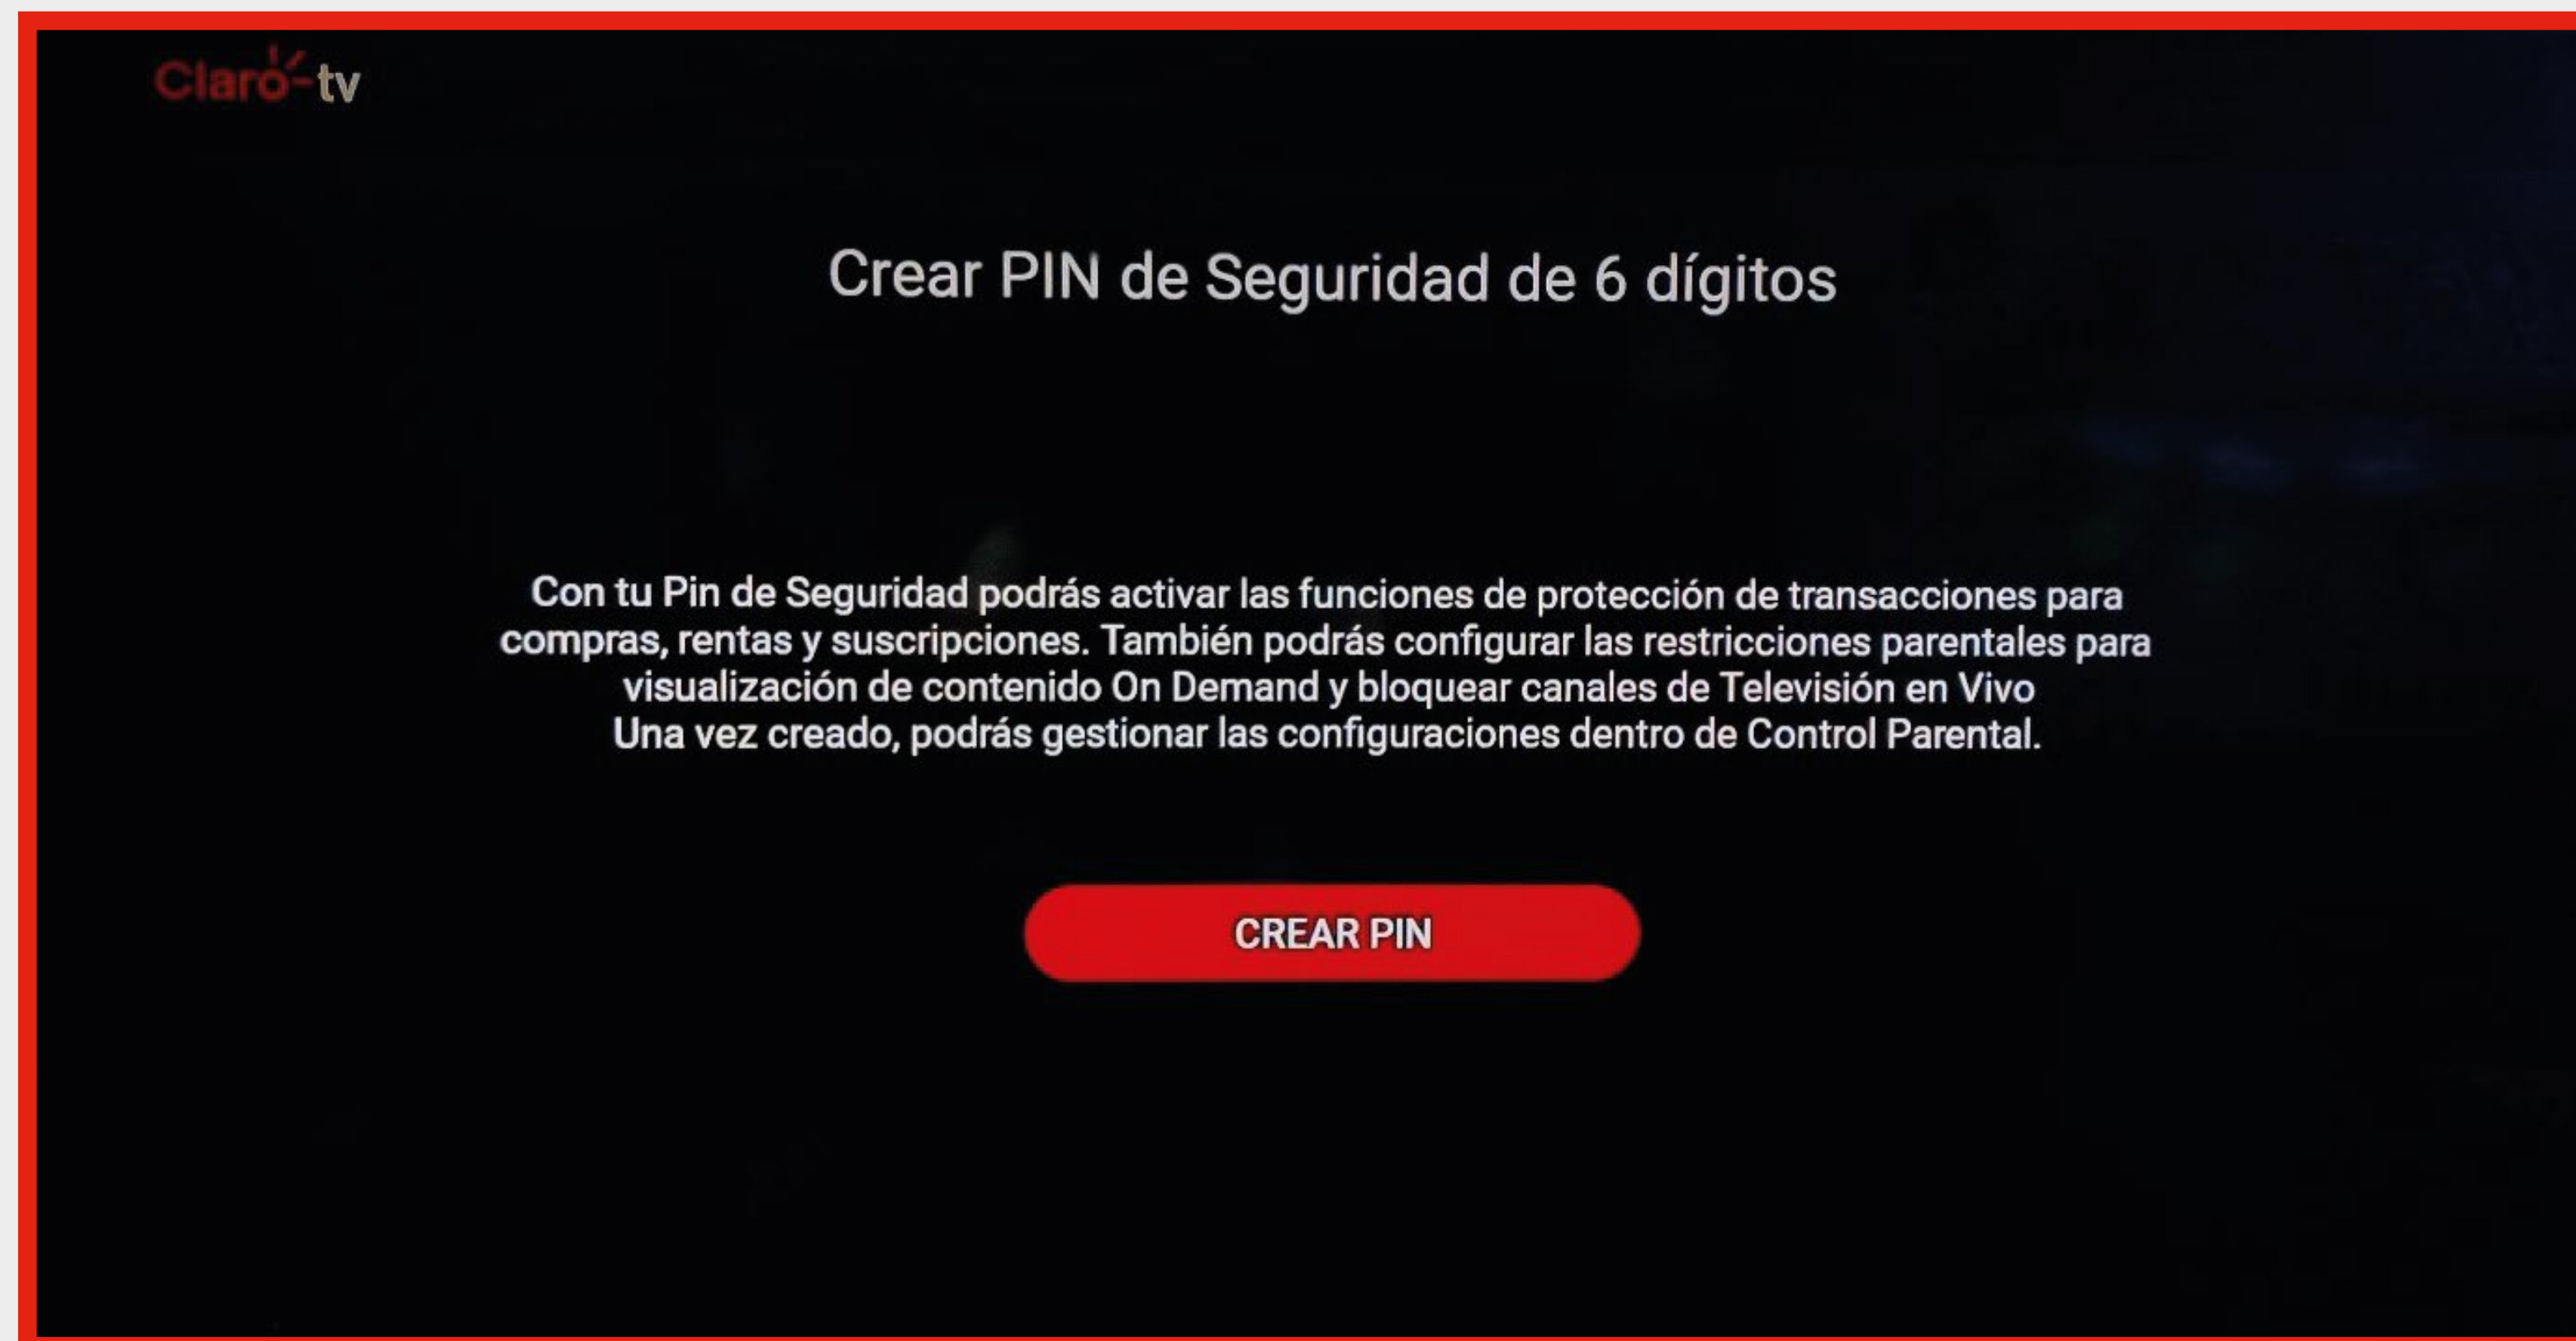 Claro-tv
Crear PIN de Seguridad de 6 dígitos
Con tu Pin de Seguridad podrás activar las funciones de protección de transacciones para
compras, rentas y suscripciones. También podrás configurar las restricciones parentales para
visualización de contenido On Demand y bloquear canales de Televisión en Vivo
Una vez creado, podrás gestionar las configuraciones dentro de Control Parental.
CREAR PIN